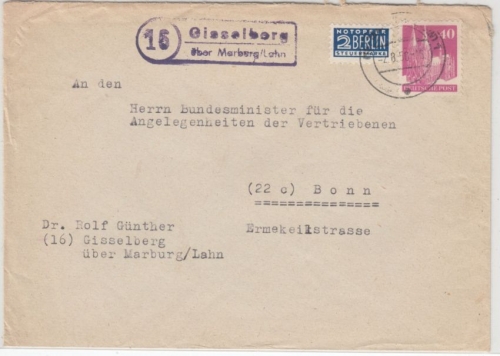 16 Gisselberg
über Marburg/Lahn
NOTOPFER
2 BERLIN
STEUERMARKE
40
DEUTSCHE POST
An den
Herrn Bundesminister für die
Angelegenheiten der Vertriebenen
(22 c) Bonn
Ermekeilstrasse
Dr. Rolf Günther
(16) Gisselberg
über Marburg/Lahn